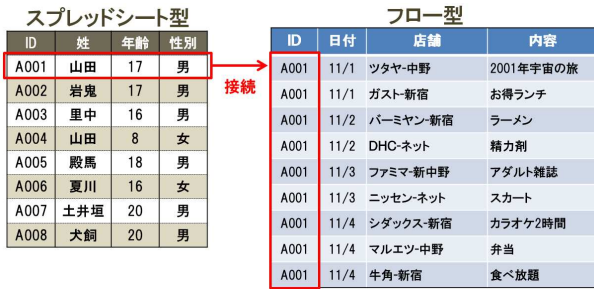 スプレッドシート型
ID 姓 年齢 性別
A001 山田 17 男
A002 岩鬼 17 男
A003 里中 16 男
A004 山田 8 女
A005 殿馬 18 男
A006 夏川 16 女
A007 土井垣 20 男
A008 犬飼 20 男
接続
フロー型
ID 日付 店舗 内容
A001 11/1 ツタヤ-中野 2001年宇宙の旅
A001 11/1 ガスト-新宿 お得ランチ
A001 11/2 バーミヤン-新宿 ラーメン
A001 11/2 DHC-ネット 精力剤
A001 11/3 ファミマ-新中野 アダルト雑誌
A001 11/3 ニッセン-ネット スカート
A001 11/4 シダックス-新宿 カラオケ2時間
A001 11/4 マルエツ-中野 弁当
A001 11/4 牛角-新宿 食べ放題